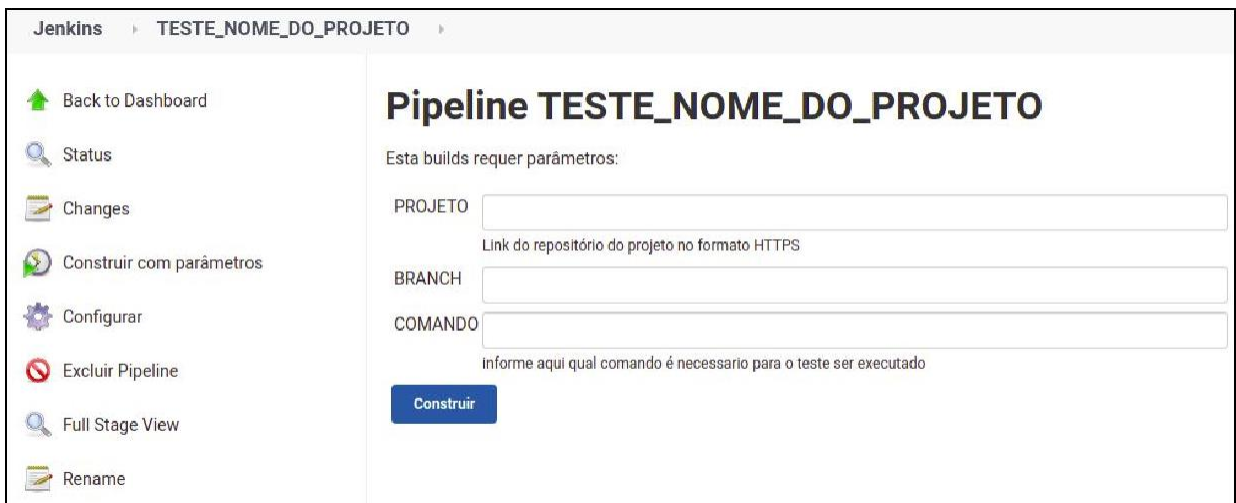 Jenkins TESTE_NOME_DO_PROJETO
Back to Dashboard
Status
Changes
Construir com parâmetros
Configurar
Excluir Pipeline
Full Stage View
Rename
Pipeline TESTE_NOME_DO_PROJETO
Esta builds requer parâmetros:
PROJETO
Link do repositório do projeto no formato HTTPS
BRANCH
COMANDO
informe aqui qual comando é necessario para o teste ser executado
Construir